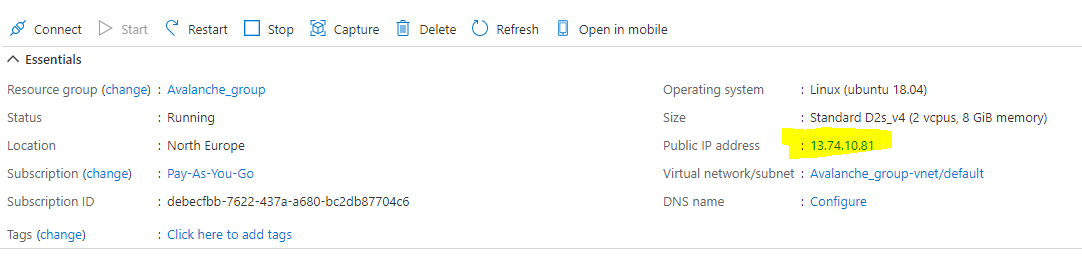 Connect Start Restart Stop Capture Delete Refresh Open in mobile
Essentials
Resource group (change) : Avalanche_group
Status : Running
Location : North Europe
Subscription (change) : Pay-As-You-Go
Subscription ID : debecfbb-7622-437a-a680-bc2db87704c6
Tags (change) : Click here to add tags
Operating system : Linux (ubuntu 18.04)
Size : Standard D2s_v4 (2 vcpus, 8 GiB memory)
Public IP address : 13.74.10.81
Virtual network/subnet : Avalanche_group-vnet/default
DNS name : Configure